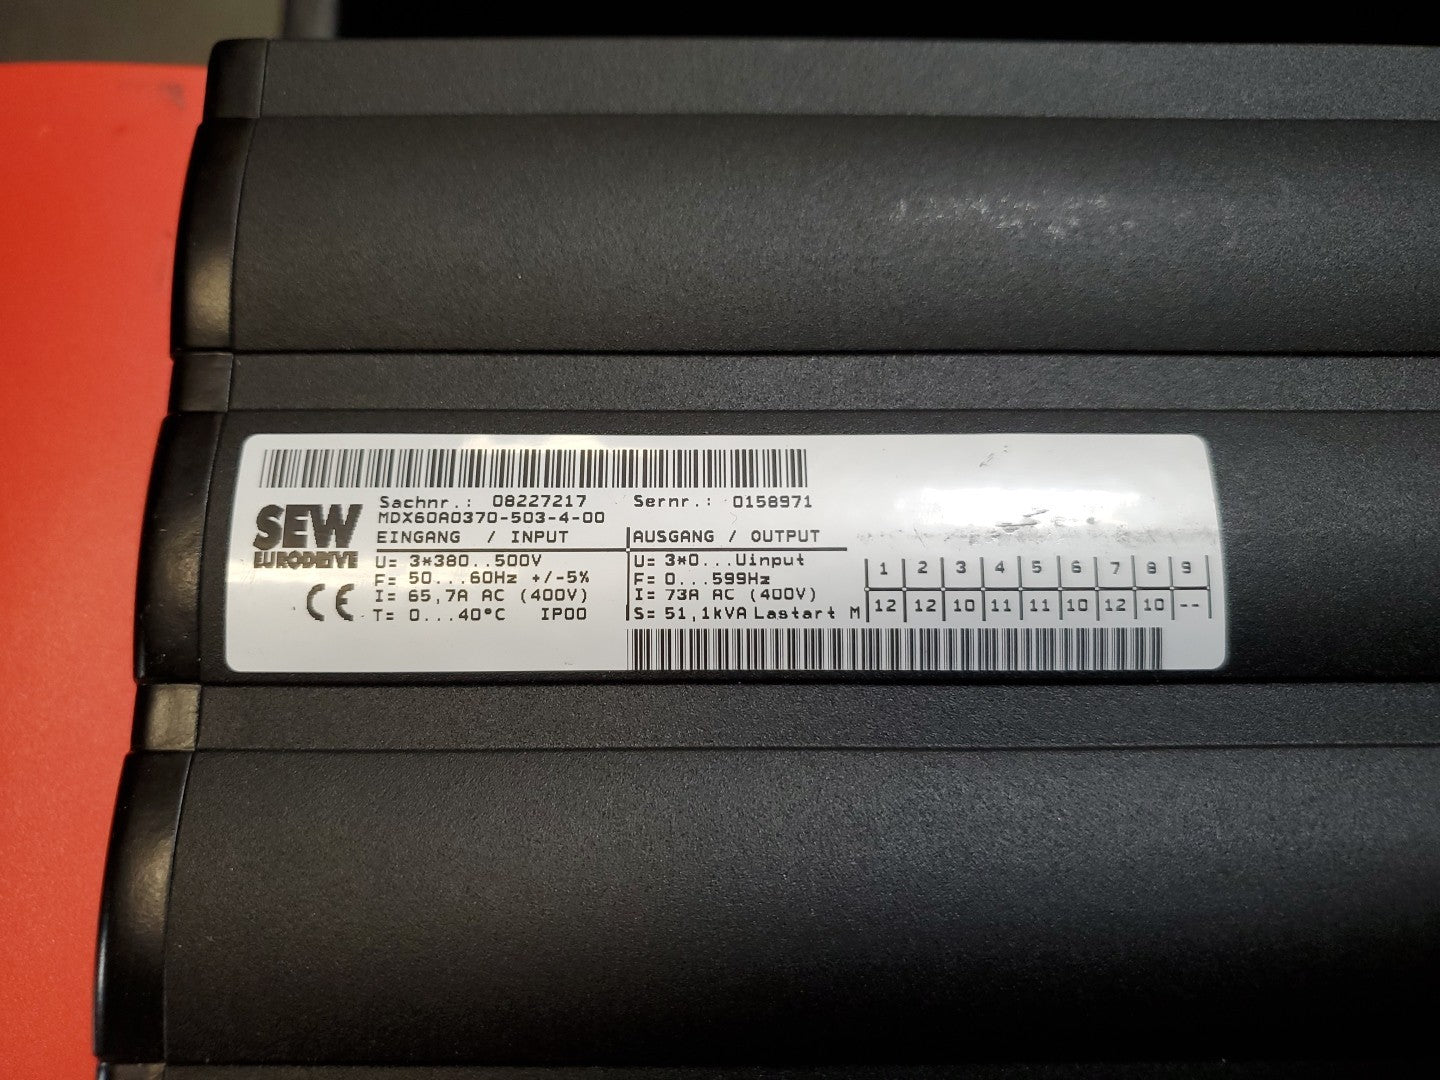 Sachnr.: 08227217 Sernr.: 0158971
SEW
EURODRIVE
MDX60A0370-503-4-00
EINGANG / INPUT
U= 3*380..500V
F= 50...60Hz +/-5%
I= 65,7A AC (400V)
T= 0...40°C IP00
CE
AUSGANG / OUTPUT
U= 3*0...Uinput
F= 0...599Hz
I= 73A AC (400V)
S= 51,1kVA Lastart M
1 2 3 4 5 6 7 8 9
12 12 10 11 11 10 12 10 --